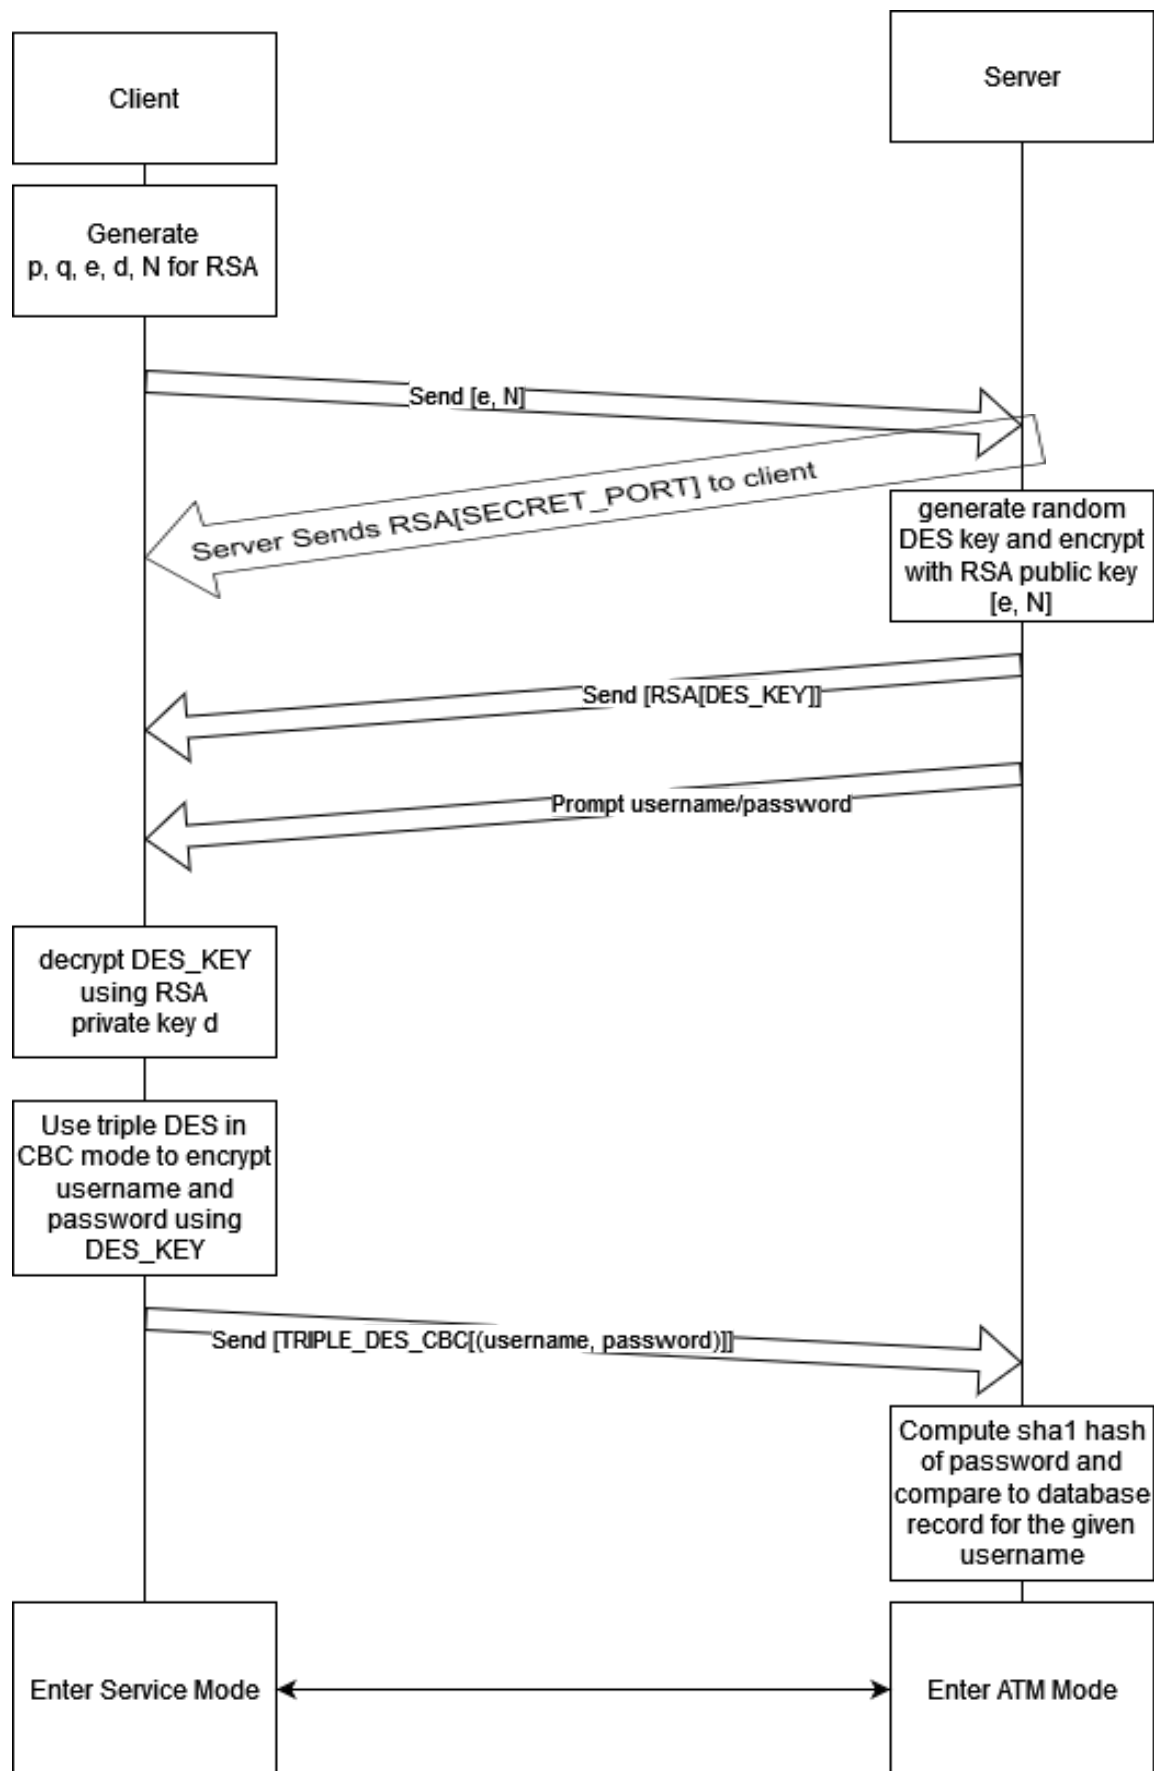 Client
Server
Generate
p, q, e, d, N for RSA
Send [e, N]
Server Sends RSA[SECRET_PORT] to client
generate random
DES key and encrypt
with RSA public key
[e, N]
Send [RSA[DES_KEY]]
Prompt username/password
decrypt DES_KEY
using RSA
private key d
Use triple DES in
CBC mode to encrypt
username and
password using
DES_KEY
Send [TRIPLE_DES_CBC[(username, password)]]
Compute sha1 hash
of password and
compare to database
record for the given
username
Enter Service Mode
Enter ATM Mode